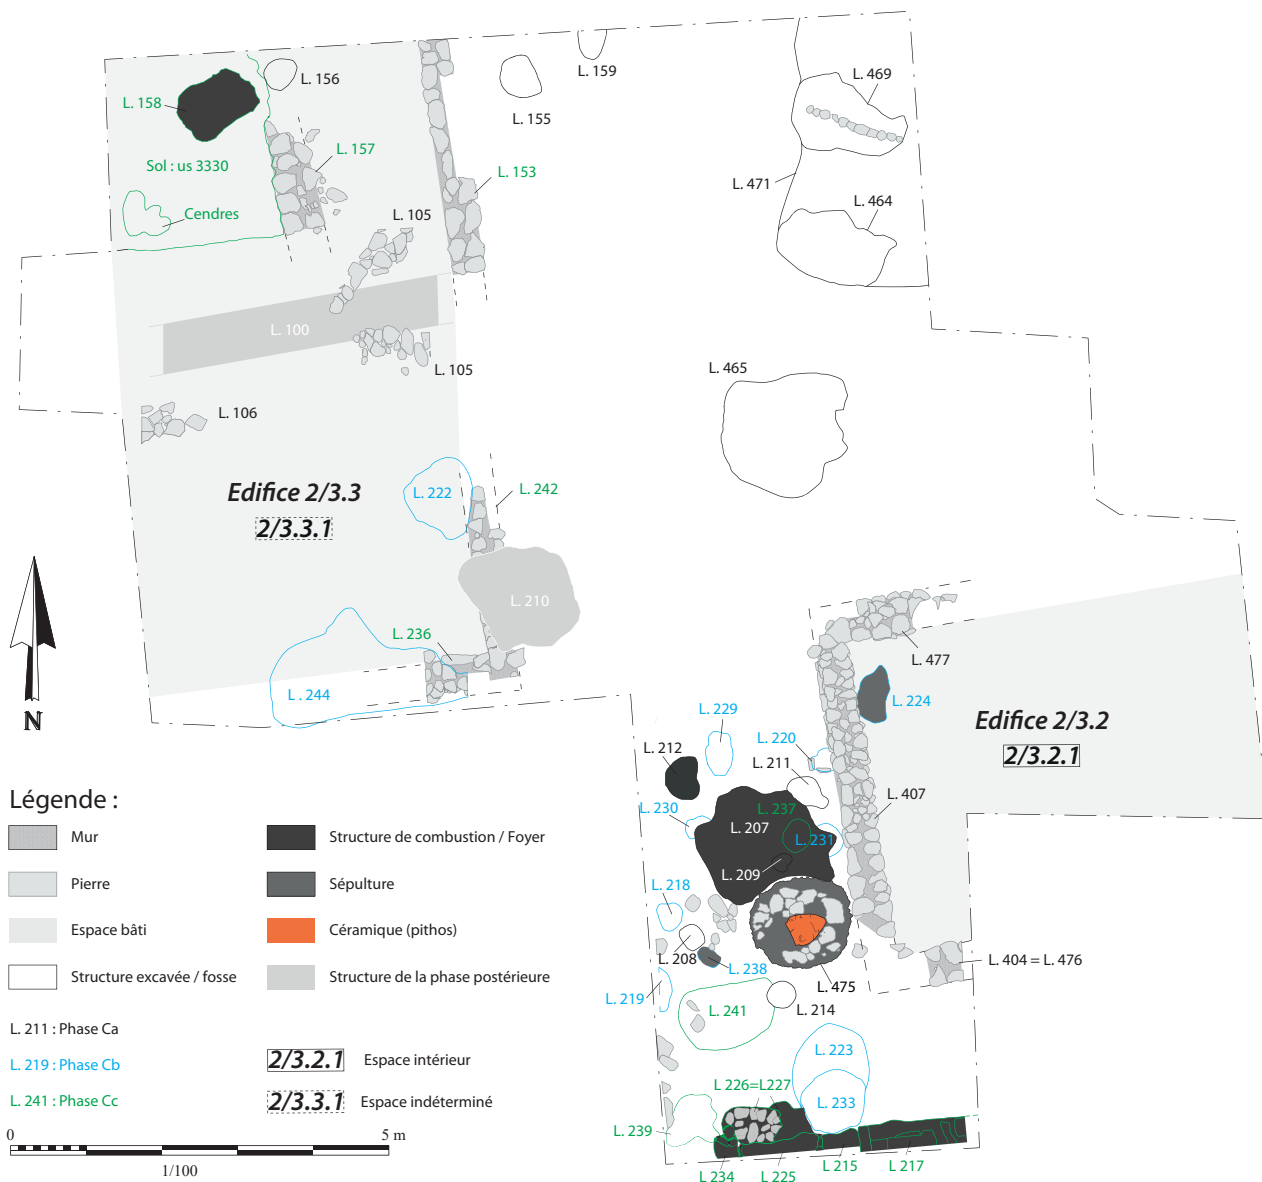 L. 159
L. 156
L. 469
L. 158
L. 155
L. 157
Sol : us 3330
L. 153
L. 471
L. 464
Cendres
L. 105
L. 100
L. 105
L. 465
L. 106
Edifice 2/3.3
2/3.3.1
L. 222
L. 242
L. 210
L. 236
L. 477
L . 244
L. 224
N
L. 229
Edifice 2/3.2
2/3.2.1
L. 212
L. 220
L. 211
L. 407
L. 230
L. 237
L. 207
L. 231
L. 209
L. 218
L. 208
L. 238
L. 404 = L. 476
L. 475
L. 219
L. 241
L. 214
L. 223
L 226=L227
L. 233
L. 239
L. 234
L. 225
L. 215
L. 217
Légende :
Mur
Structure de combustion / Foyer
Pierre
Sépulture
Espace bâti
Céramique (pithos)
Structure excavée / fosse
Structure de la phase postérieure
L. 211 : Phase Ca
L. 219 : Phase Cb
2/3.2.1 Espace intérieur
L. 241 : Phase Cc
2/3.3.1 Espace indéterminé
0 5 m
1/100